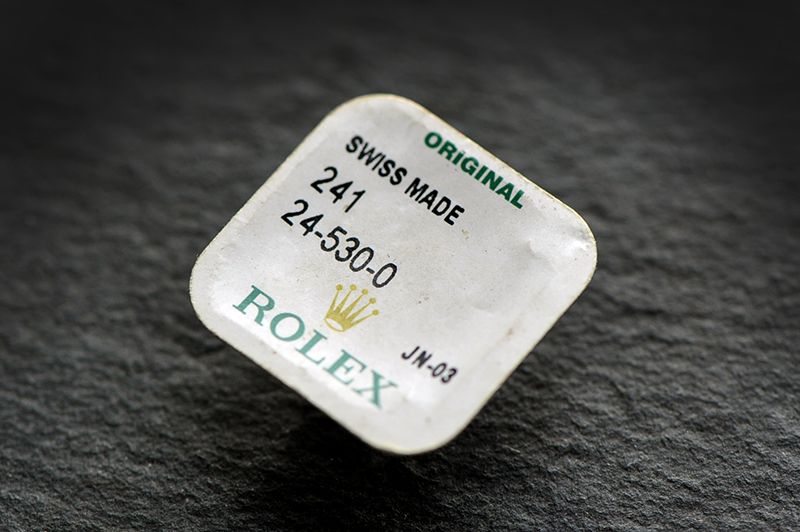 ORiGINAL
SWISS MADE
241
24-530-0
ROLEX
JN-03